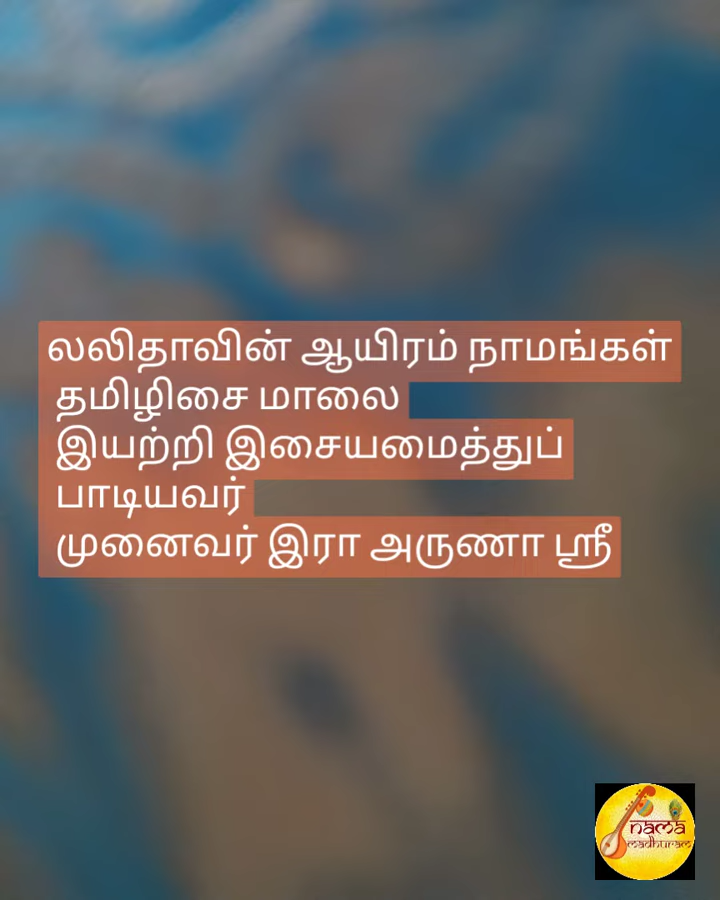 லலிதாவின் ஆயிரம் நாமங்கள்
தமிழிசை மாலை
இயற்றி இசையமைத்துப்
பாடியவர்
முனைவர் இரா அருணா ஸ்ரீ
nama
madhuram